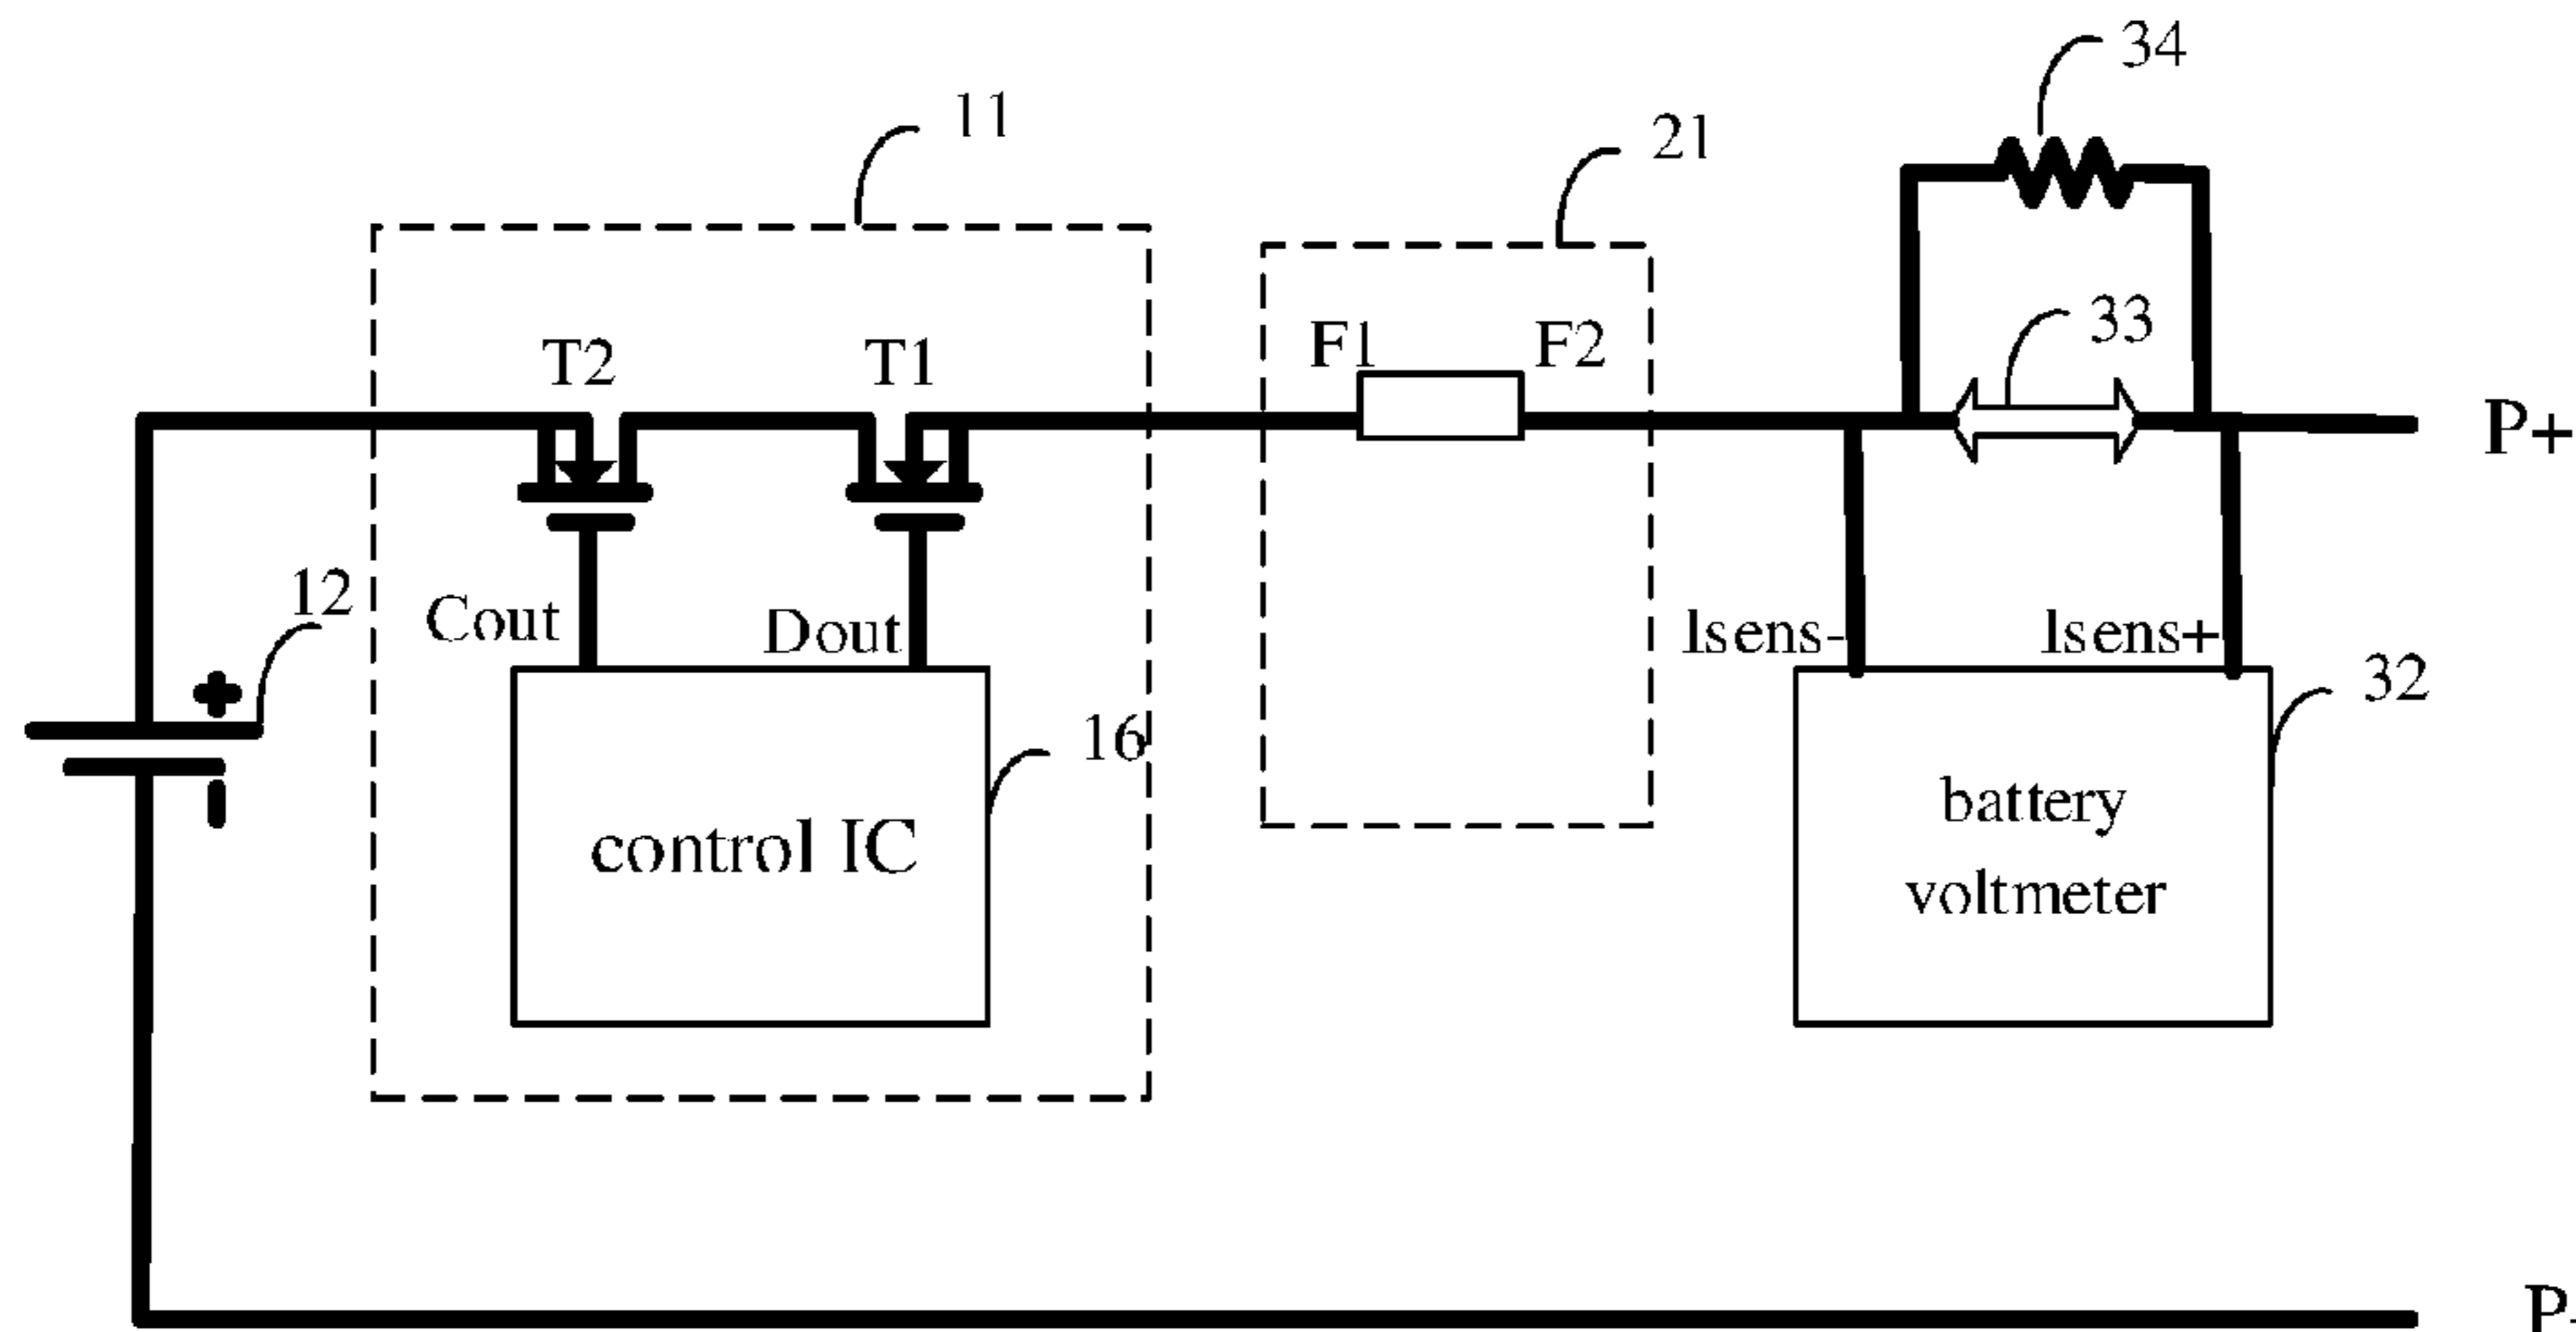 34
11
21
33
F1
F2
T2
T1
P+
12
Cout
Dout
Isens-
Isens+
32
16
battery
voltmeter
control IC
P-